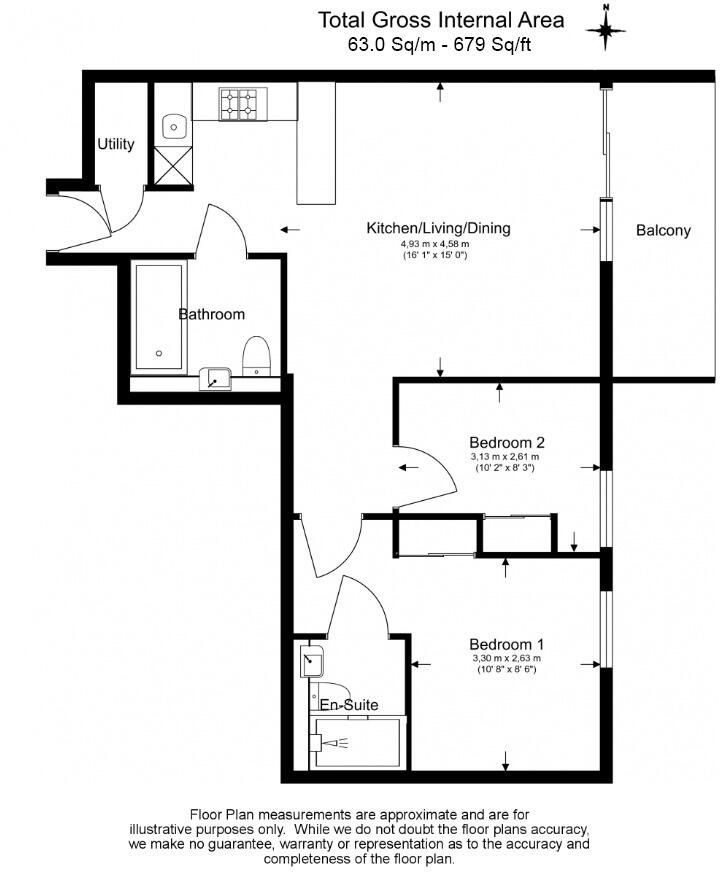 Total Gross Internal Area
63.0 Sq/m - 679 Sq/ft
N
Utility
Kitchen/Living/Dining
4,93 m x 4,58 m
(16' 1" x 15' 0")
Balcony
Bathroom
Bedroom 2
3,13 m x 2,61 m
(10' 2" x 8' 3")
Bedroom 1
3,30 m x 2,63 m
(10' 8" x 8' 6")
En-Suite
Floor Plan measurements are approximate and are for
illustrative purposes only. While we do not doubt the floor plans accuracy,
we make no guarantee, warranty or representation as to the accuracy and
completeness of the floor plan.